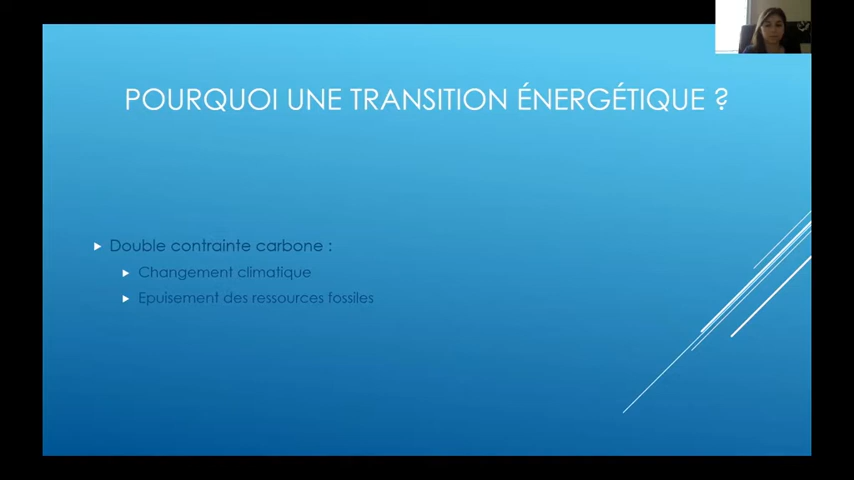 POURQUOI UNE TRANSITION ÉNERGÉTIQUE ?
Double contrainte carbone :
Changement climatique
Epuisement des ressources fossiles